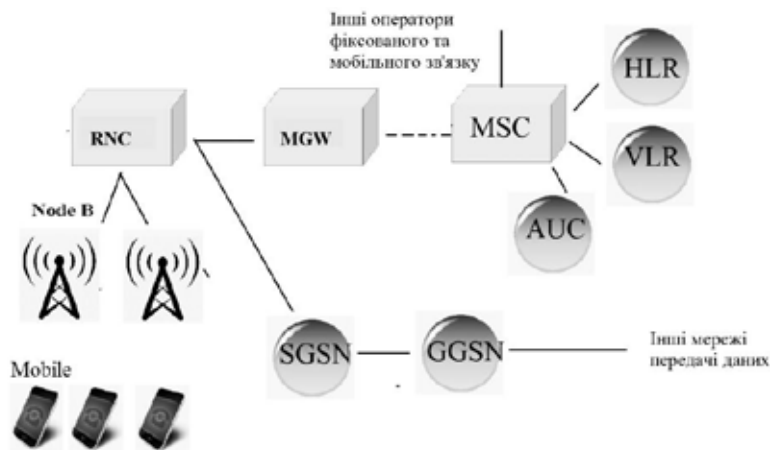 Інші оператори
фіксованого та
мобільного зв'язку
HLR
RNC
MGW
MSC
VLR
Node B
AUC
SGSN
GGSN
Інші мережі
передачі даних
Mobile